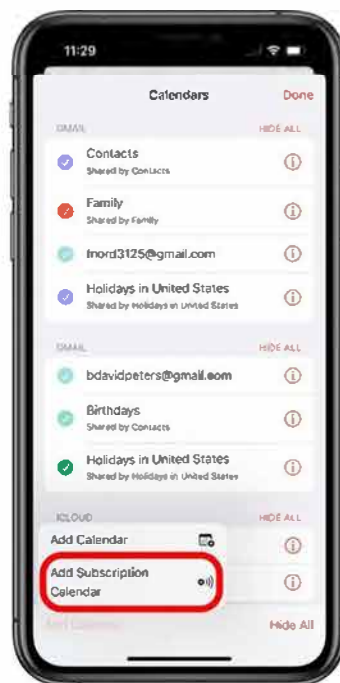 11:29
Calendars
Done
GMAIL
HIDE ALL
Contacts
Shared by Contacts
Family
Shared by Family
fnord3125@gmail.com
Holidays in United States
Shared by Holidays in United States
GMAIL
HIDE ALL
bdavidpeters@gmail.com
Birthdays
Shared by Contacts
Holidays in United States
Shared by Holidays in United States
ICLOUD
HIDE ALL
Add Calendar
Add Subscription
Calendar
Add Calendar
Hide All